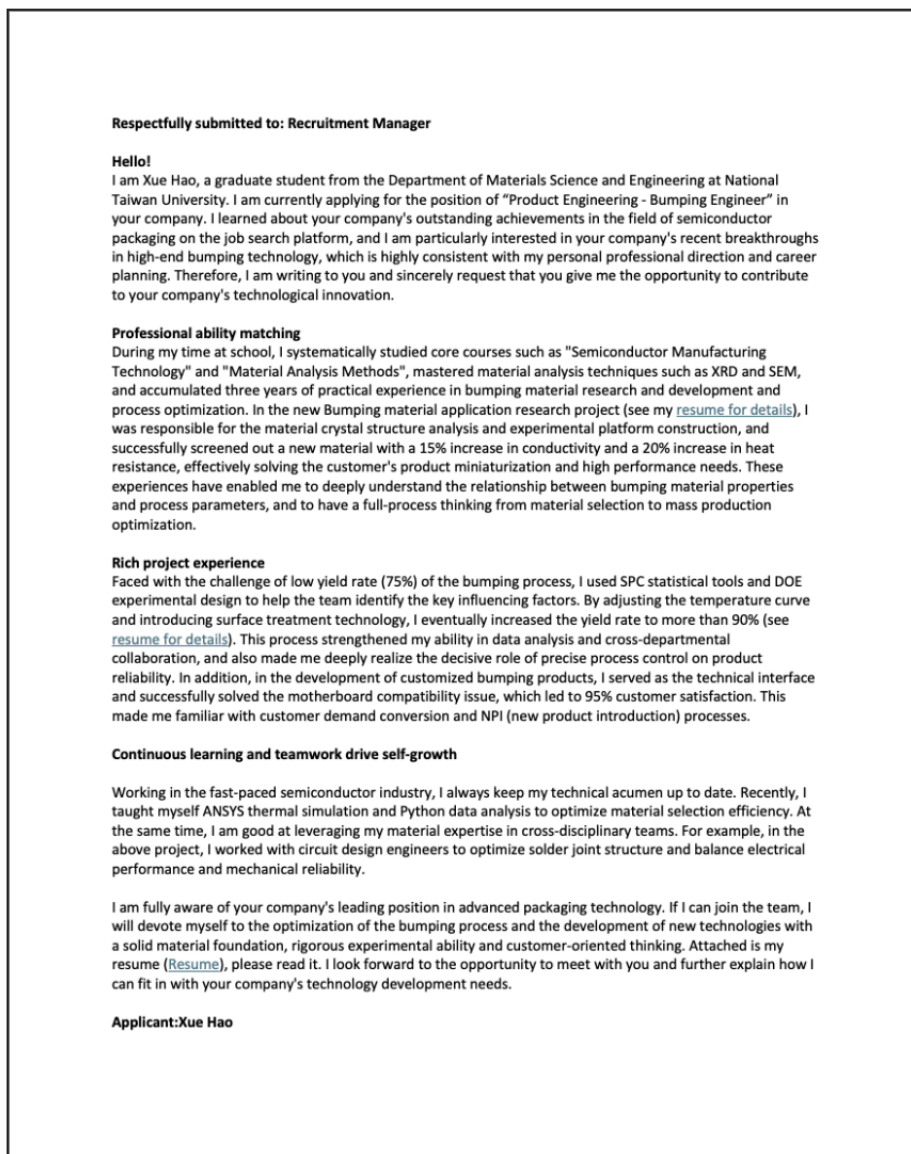 Respectfully submitted to: Recruitment Manager
Hello!
I am Xue Hao, a graduate student from the Department of Materials Science and Engineering at National
Taiwan University. I am currently applying for the position of “Product Engineering - Bumping Engineer” in
your company. I learned about your company's outstanding achievements in the field of semiconductor
packaging on the job search platform, and I am particularly interested in your company's recent breakthroughs
in high-end bumping technology, which is highly consistent with my personal professional direction and career
planning. Therefore, I am writing to you and sincerely request that you give me the opportunity to contribute
to your company's technological innovation.
Professional ability matching
During my time at school, I systematically studied core courses such as "Semiconductor Manufacturing
Technology" and "Material Analysis Methods", mastered material analysis techniques such as XRD and SEM,
and accumulated three years of practical experience in bumping material research and development and
process optimization. In the new Bumping material application research project (see my resume for details), I
was responsible for the material crystal structure analysis and experimental platform construction, and
successfully screened out a new material with a 15% increase in conductivity and a 20% increase in heat
resistance, effectively solving the customer's product miniaturization and high performance needs. These
experiences have enabled me to deeply understand the relationship between bumping material properties
and process parameters, and to have a full-process thinking from material selection to mass production
optimization.
Rich project experience
Faced with the challenge of low yield rate (75%) of the bumping process, I used SPC statistical tools and DOE
experimental design to help the team identify the key influencing factors. By adjusting the temperature curve
and introducing surface treatment technology, I eventually increased the yield rate to more than 90% (see
resume for details). This process strengthened my ability in data analysis and cross-departmental
collaboration, and also made me deeply realize the decisive role of precise process control on product
reliability. In addition, in the development of customized bumping products, I served as the technical interface
and successfully solved the motherboard compatibility issue, which led to 95% customer satisfaction. This
made me familiar with customer demand conversion and NPI (new product introduction) processes.
Continuous learning and teamwork drive self-growth
Working in the fast-paced semiconductor industry, I always keep my technical acumen up to date. Recently, I
taught myself ANSYS thermal simulation and Python data analysis to optimize material selection efficiency. At
the same time, I am good at leveraging my material expertise in cross-disciplinary teams. For example, in the
above project, I worked with circuit design engineers to optimize solder joint structure and balance electrical
performance and mechanical reliability.
I am fully aware of your company's leading position in advanced packaging technology. If I can join the team, I
will devote myself to the optimization of the bumping process and the development of new technologies with
a solid material foundation, rigorous experimental ability and customer-oriented thinking. Attached is my
resume (Resume), please read it. I look forward to the opportunity to meet with you and further explain how I
can fit in with your company's technology development needs.
Applicant:Xue Hao